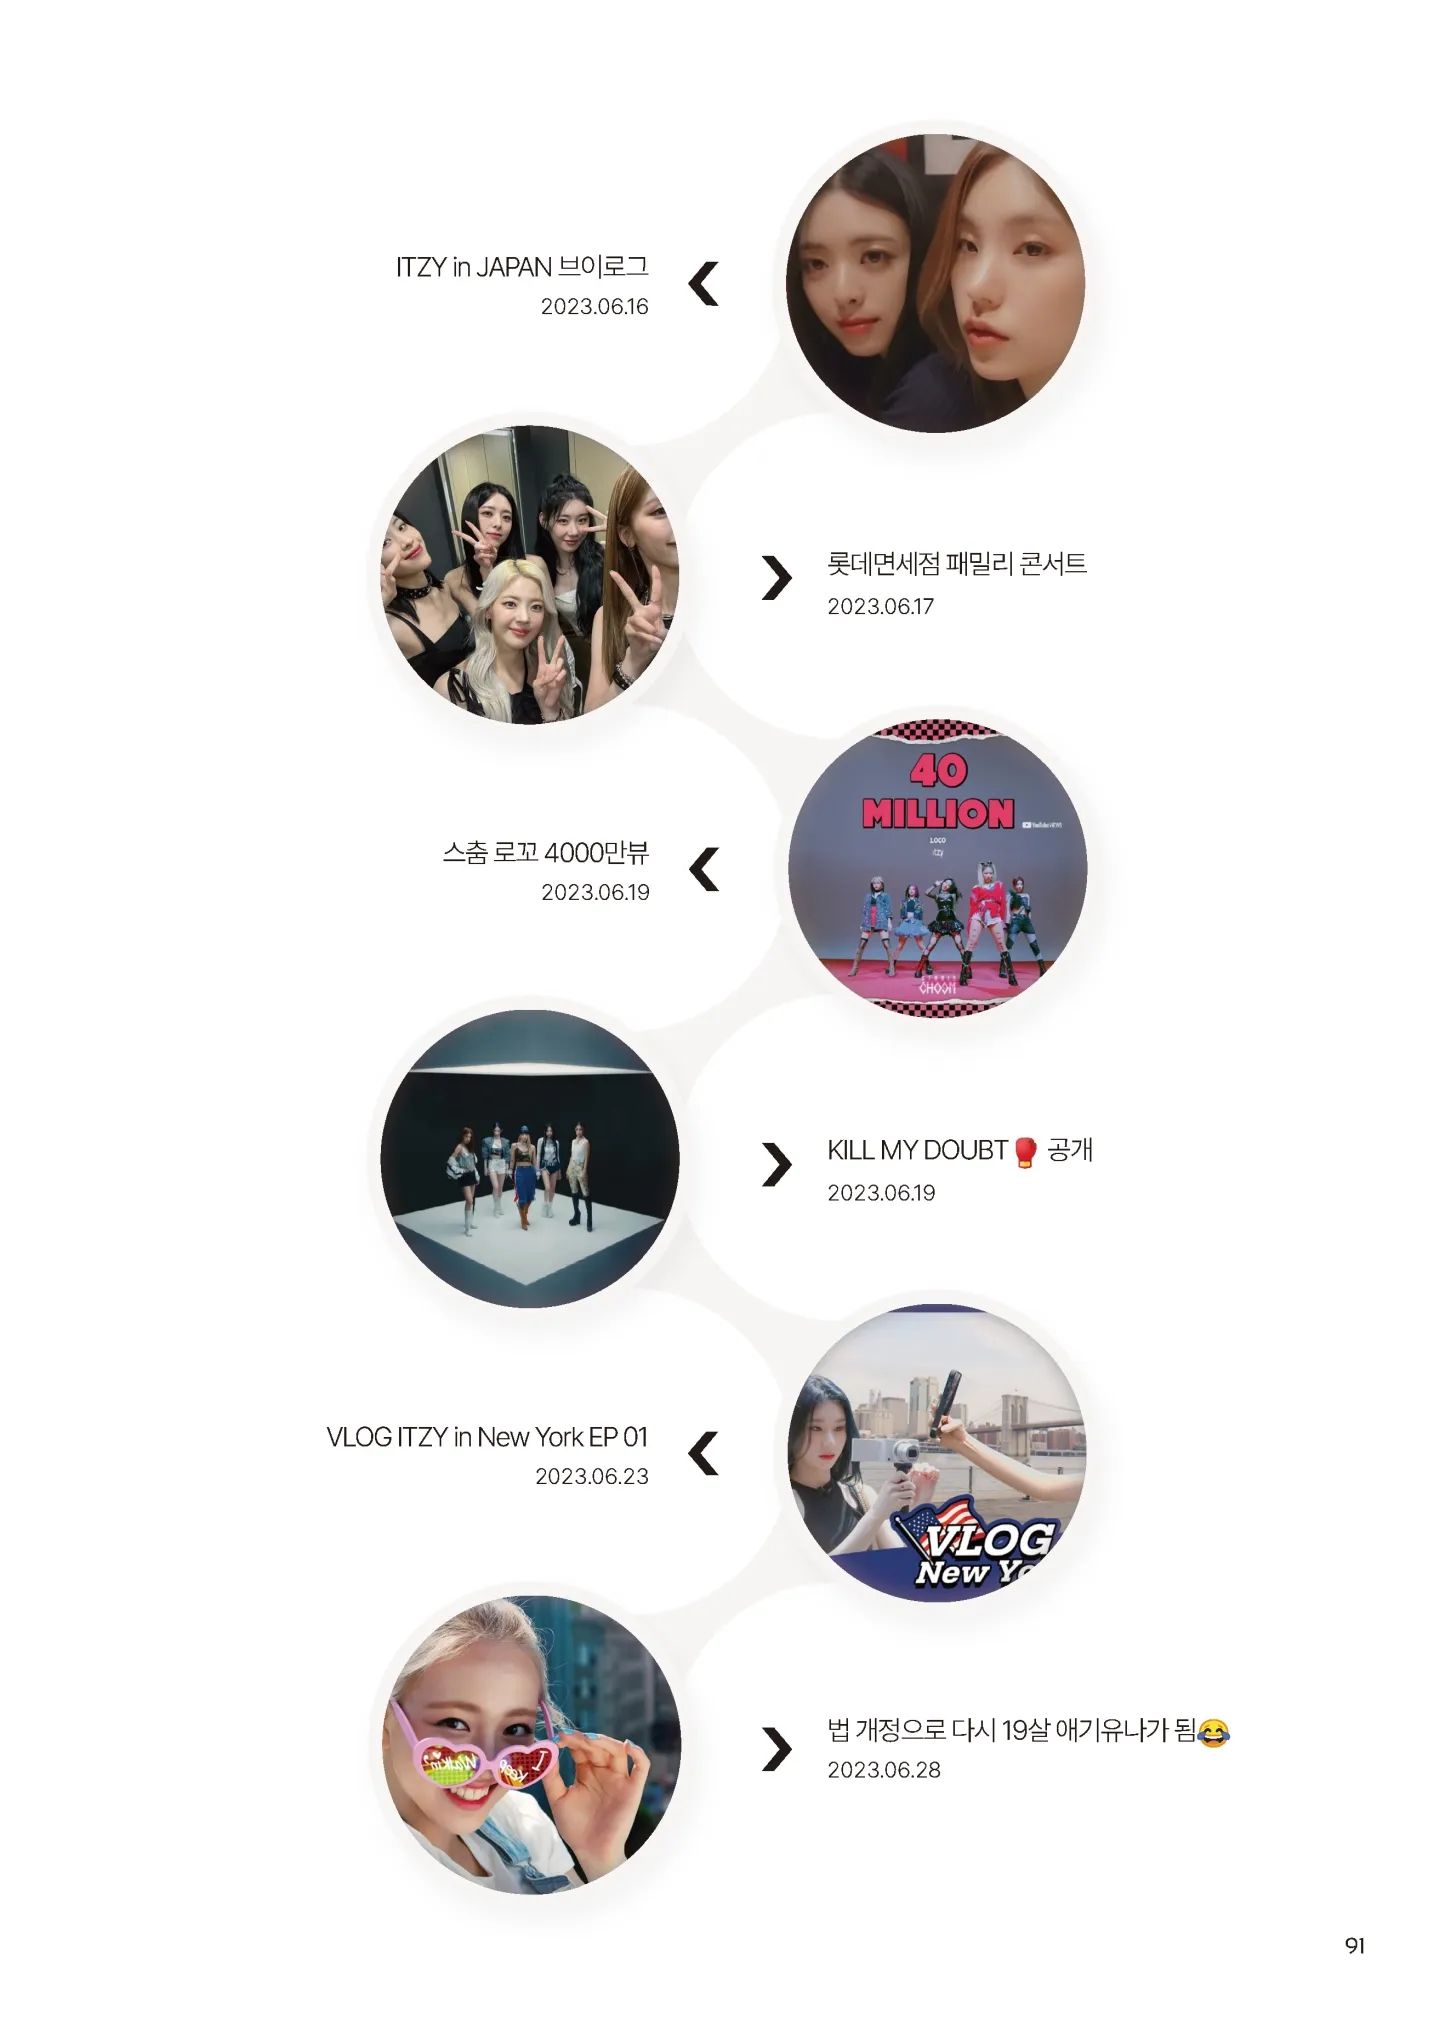 ITZY in JAPAN 브이로그
2023.06.16
롯데면세점 패밀리 콘서트
2023.06.17
40
MILLION
LOCO
ITZY
STUDIO
CHOOM
스춤 로꼬 4000만뷰
2023.06.19
KILL MY DOUBT🥊 공개
2023.06.19
VLOG ITZY in New York EP 01
2023.06.23
VLOG
New Yo
법 개정으로 다시 19살 애기유나가 됨😂
2023.06.28
91